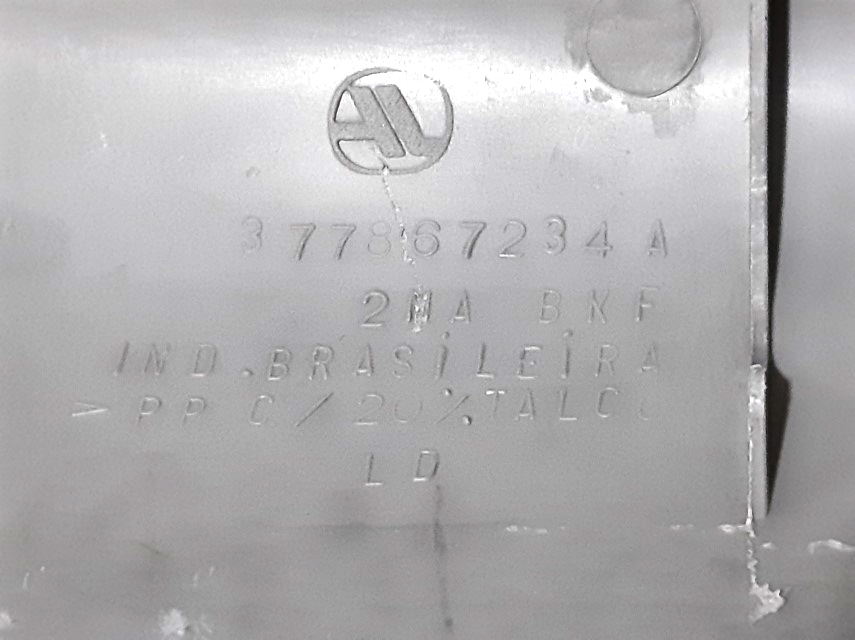 377867234 A
2MA BKF
IND.BRASiLEiRA
>PP C/20%TALCO
LD